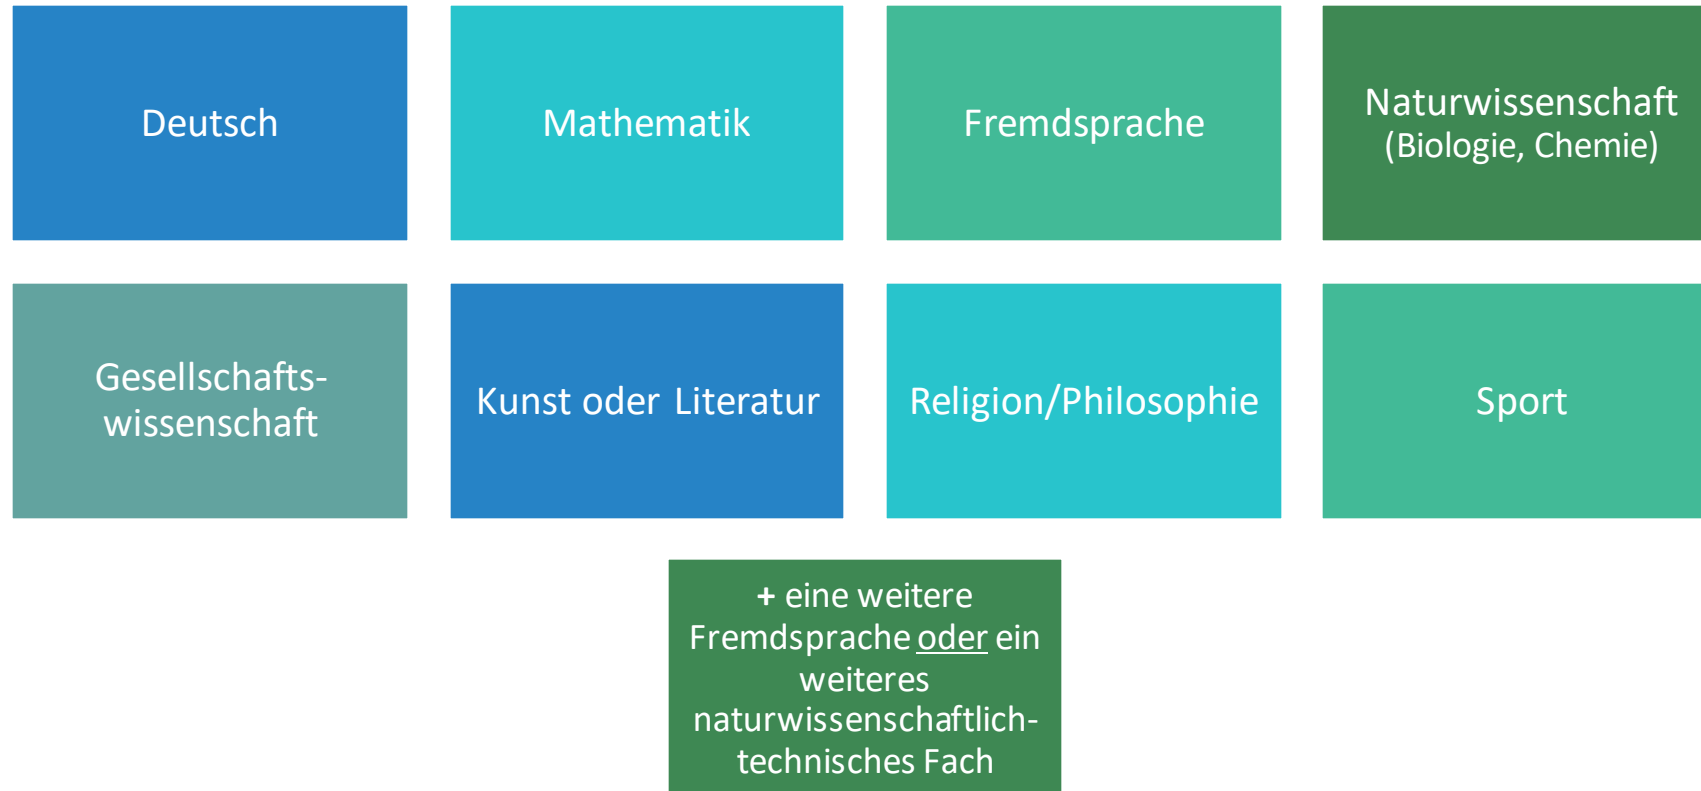 Deutsch
Mathematik
Fremdsprache
Naturwissenschaft
(Biologie, Chemie)
Gesellschafts-
wissenschaft
Kunst oder Literatur
Religion/Philosophie
Sport
+ eine weitere
Fremdsprache oder ein
weiteres
naturwissenschaftlich-
technisches Fach